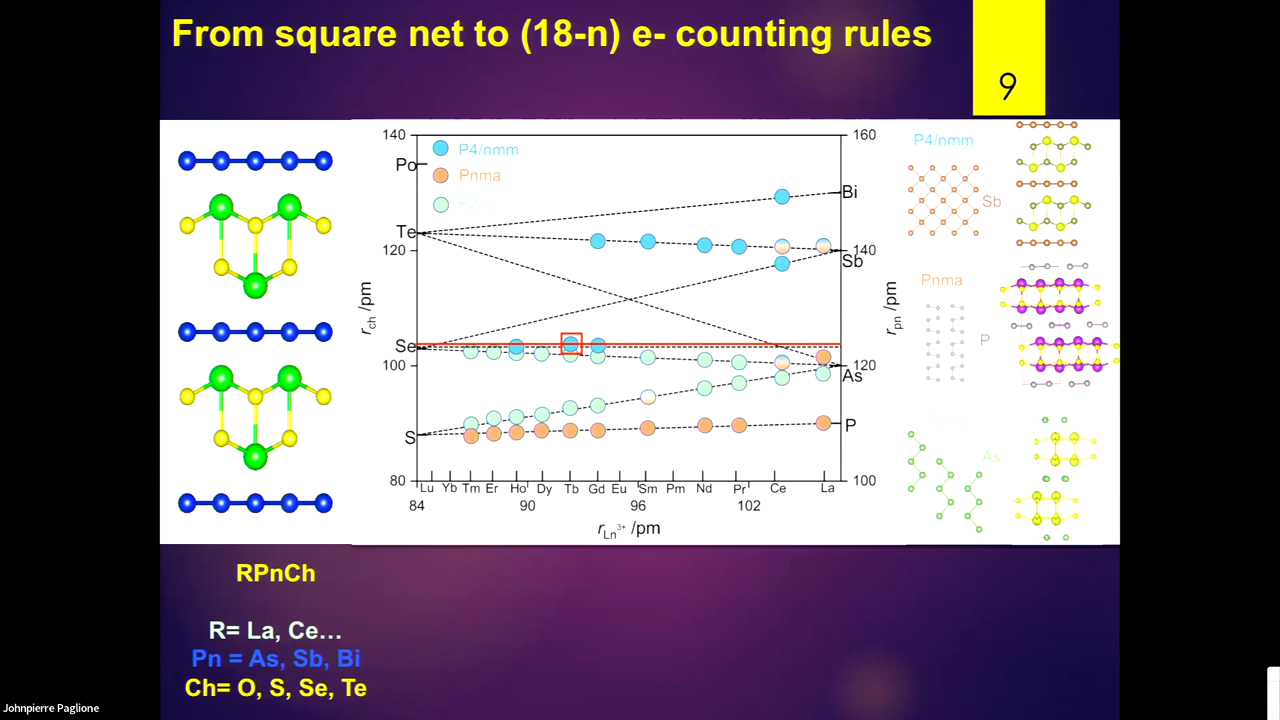 From square net to (18-n) e- counting rules
9
140
160
P4/nmm
Pnma
Po
Te
Se
S
120
100
80
r_ch /pm
Bi
Sb
As
P
140
120
100
r_pn /pm
Lu Yb Tm Er Ho Dy Tb Gd Eu Sm Pm Nd Pr Ce La
84 90 96 102
r_Ln³⁺ /pm
P4/nmm
Sb
Pnma
P
As
RPnCh
R= La, Ce…
Pn = As, Sb, Bi
Ch= O, S, Se, Te
Johnpierre Paglione